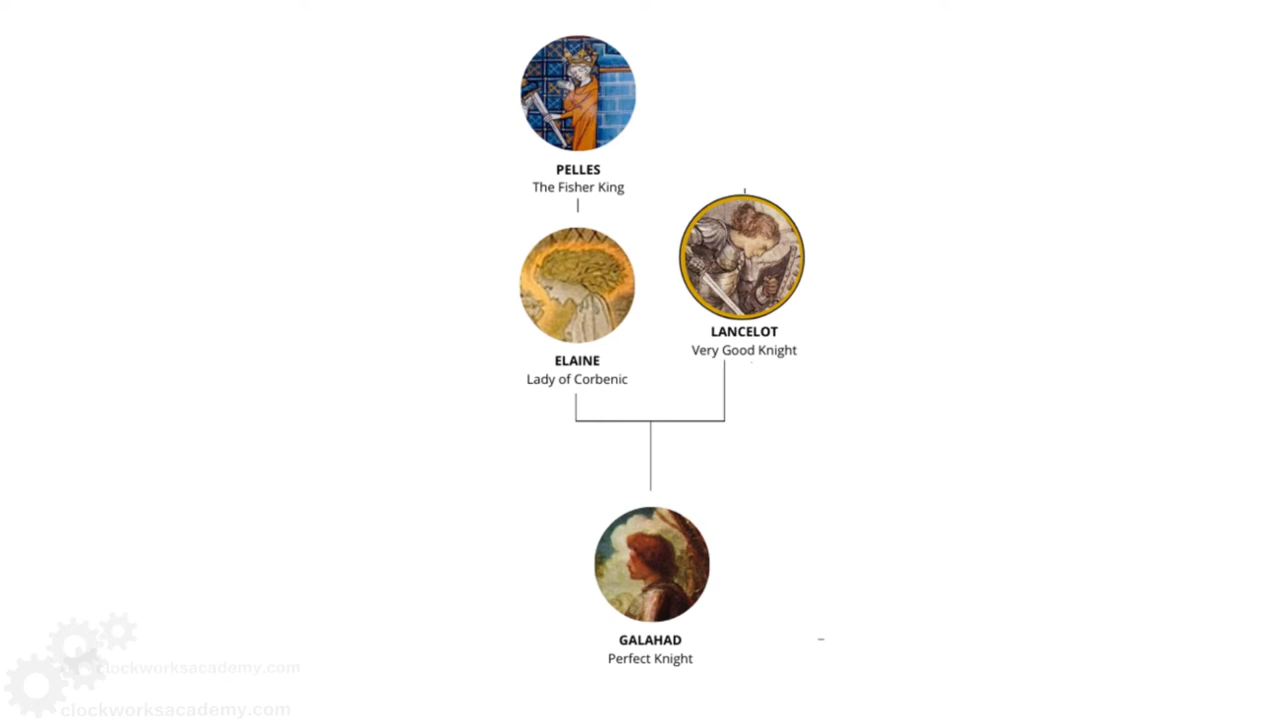 PELLES
The Fisher King
ELAINE
Lady of Corbenic
LANCELOT
Very Good Knight
GALAHAD
Perfect Knight
clockworksacademy.com
clockworksacademy.com